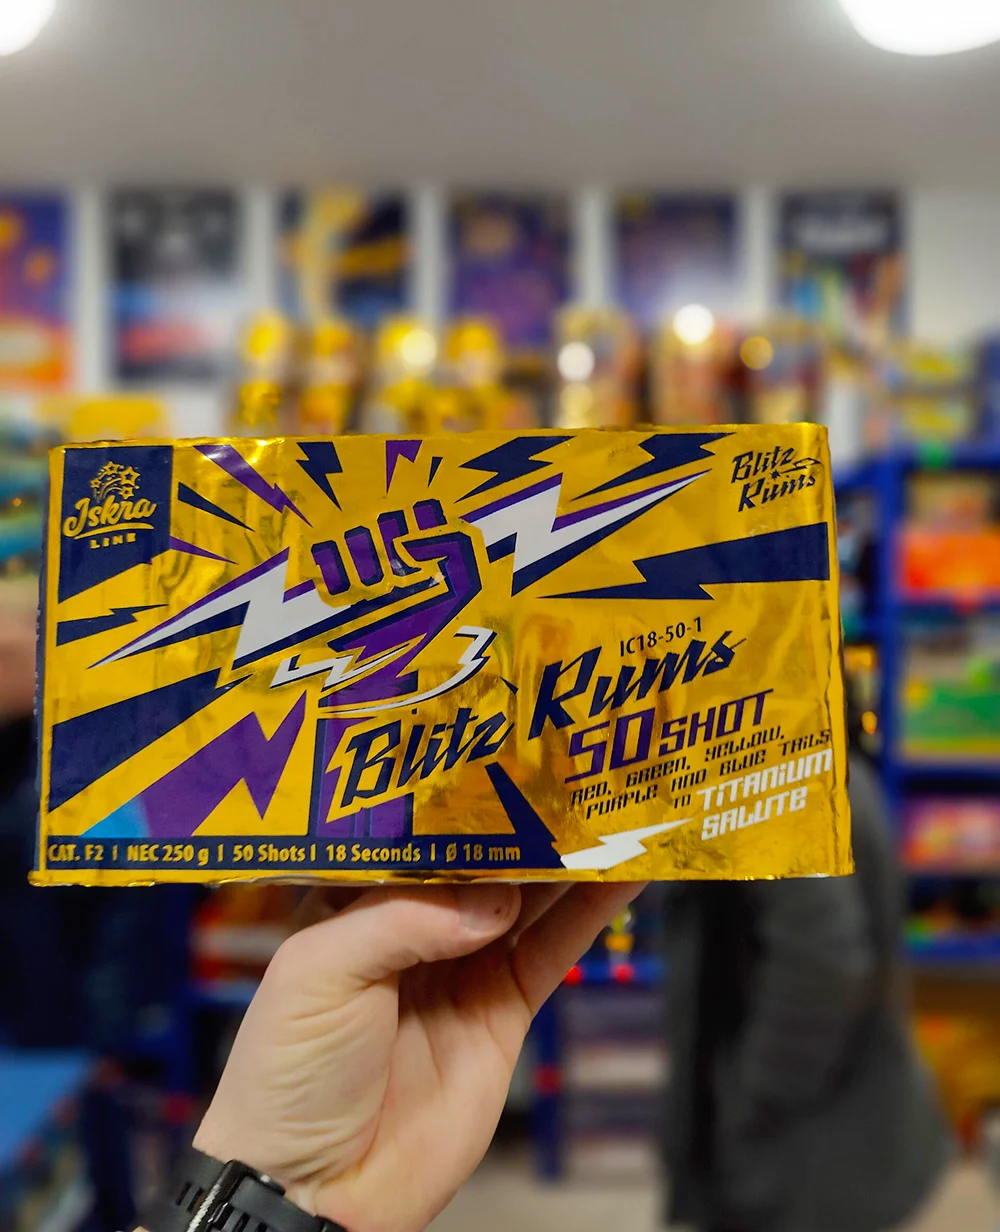 Iskra
LINE
Blitz
Rums
IC18-50-1
Blitz Rums
50 SHOT
RED, GREEN, YELLOW,
PURPLE AND BLUE TAILS
TO TITANIUM
SALUTE
CAT. F2 | NEC 250 g | 50 Shots | 18 Seconds | Ø 18 mm